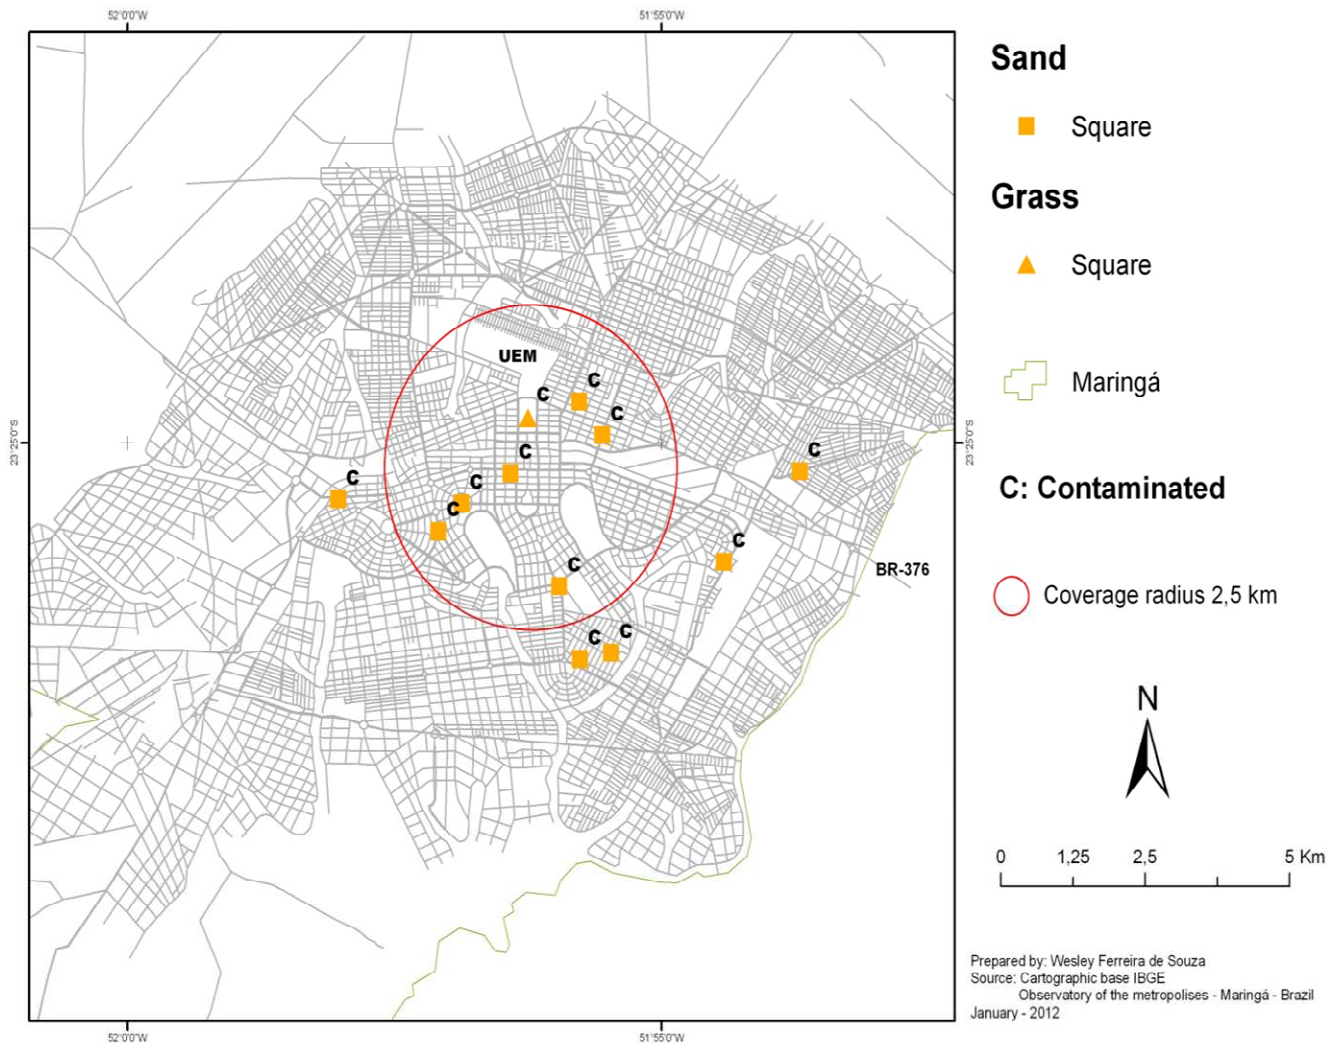 52°0'0"W
51°55'0"W
Sand
Square
Grass
Square
UEM
C
C
C
Maringá
23°25'0"S
23°25'0"S
C
C
C
C
C
C: Contaminated
C
C
BR-376
C
Coverage radius 2,5 km
C
C
N
0 1,25 2,5 5 Km
Prepared by: Wesley Ferreira de Souza
Source: Cartographic base IBGE
Observatory of the metropolises - Maringá - Brazil
January - 2012
52°0'0"W
51°55'0"W